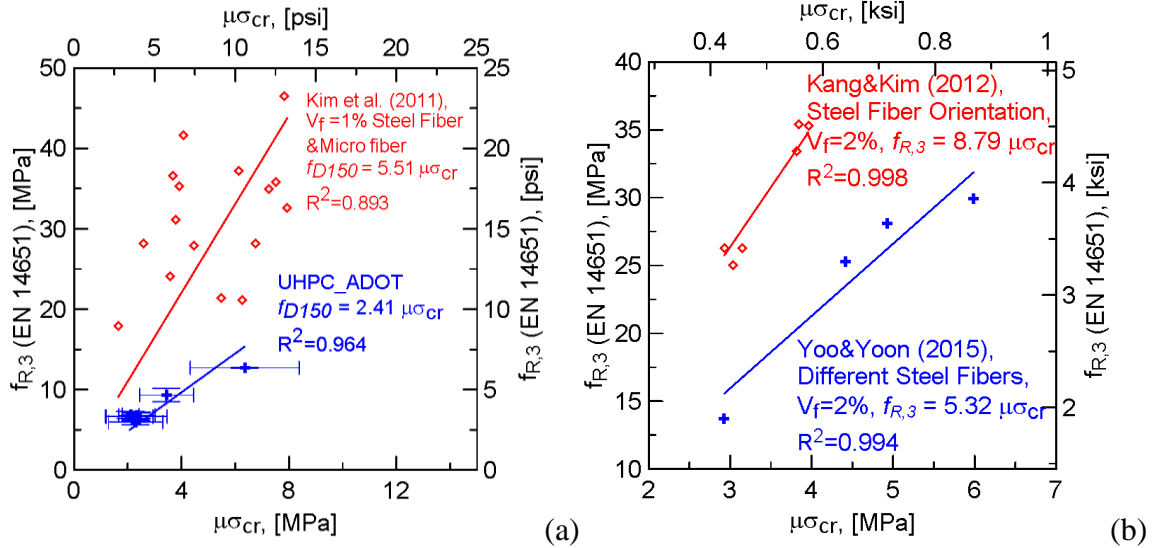 μσcr, [psi]
0 5 10 15 20 25
50
40
30
20
10
0
f R,3 (EN 14651), [MPa]
Kim et al. (2011),
Vf =1% Steel Fiber
&Micro fiber
fD150 = 5.51 μσcr
R2=0.893
UHPC_ADOT
fD150 = 2.41 μσcr
R2=0.964
25
20
15
10
5
0
f R,3 (EN 14651), [psi]
0 4 8 12
μσcr, [MPa]
(a)
μσcr, [ksi]
0.4 0.6 0.8 1
40
35
30
25
20
15
10
f R,3 (EN 14651), [MPa]
Kang&Kim (2012),
Steel Fiber Orientation,
Vf=2%, fR,3 = 8.79 μσcr
R2=0.998
Yoo&Yoon (2015),
Different Steel Fibers,
Vf=2%, fR,3 = 5.32 μσcr
R2=0.994
5
4
3
2
f R,3 (EN 14651), [ksi]
2 3 4 5 6 7
μσcr, [MPa]
(b)